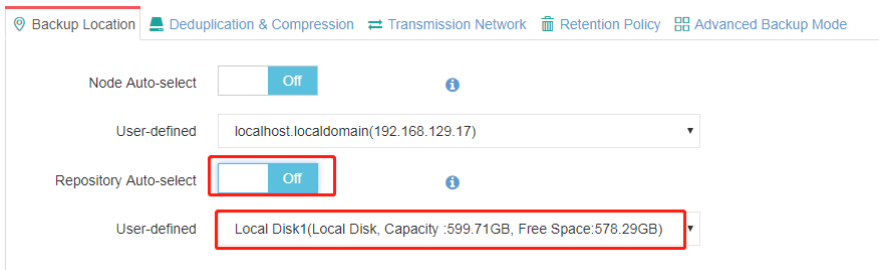 Backup Location Deduplication & Compression Transmission Network Retention Policy Advanced Backup Mode
Node Auto-select Off
User-defined localhost.localdomain(192.168.129.17)
Repository Auto-select Off
User-defined Local Disk1(Local Disk, Capacity :599.71GB, Free Space:578.29GB)